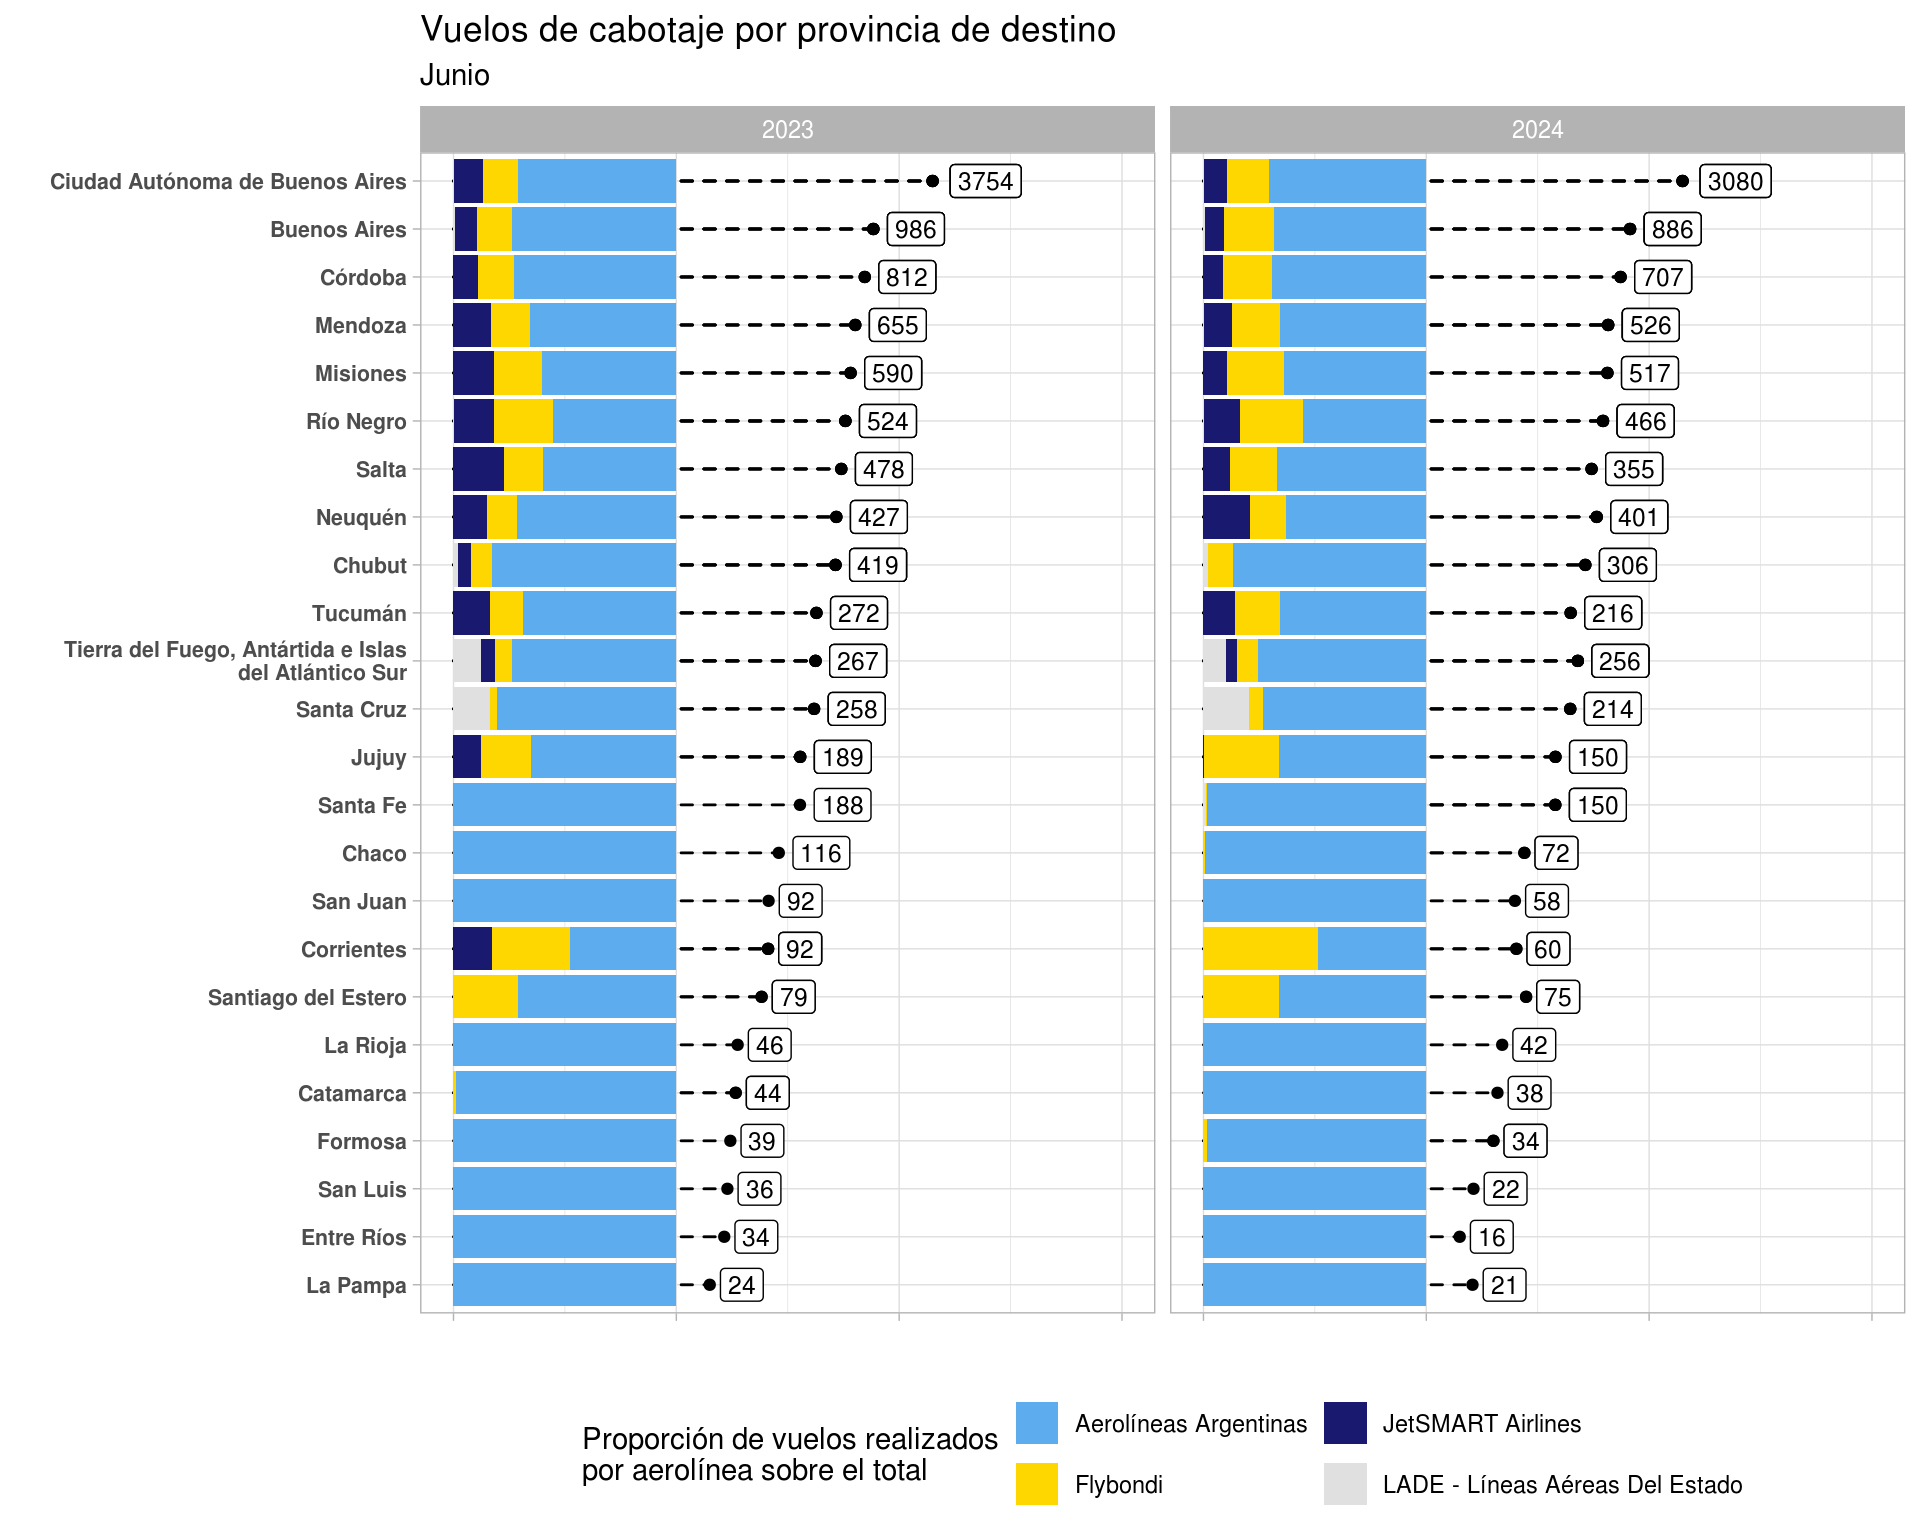 Vuelos de cabotaje por provincia de destino
Junio
2023 2024
Ciudad Autónoma de Buenos Aires 3754 3080
Buenos Aires 986 886
Córdoba 812 707
Mendoza 655 526
Misiones 590 517
Río Negro 524 466
Salta 478 355
Neuquén 427 401
Chubut 419 306
Tucumán 272 216
Tierra del Fuego, Antártida e Islas
del Atlántico Sur 267 256
Santa Cruz 258 214
Jujuy 189 150
Santa Fe 188 150
Chaco 116 72
San Juan 92 58
Corrientes 92 60
Santiago del Estero 79 75
La Rioja 46 42
Catamarca 44 38
Formosa 39 34
San Luis 36 22
Entre Ríos 34 16
La Pampa 24 21
Proporción de vuelos realizados
por aerolínea sobre el total
Aerolíneas Argentinas JetSMART Airlines
Flybondi LADE - Líneas Aéreas Del Estado